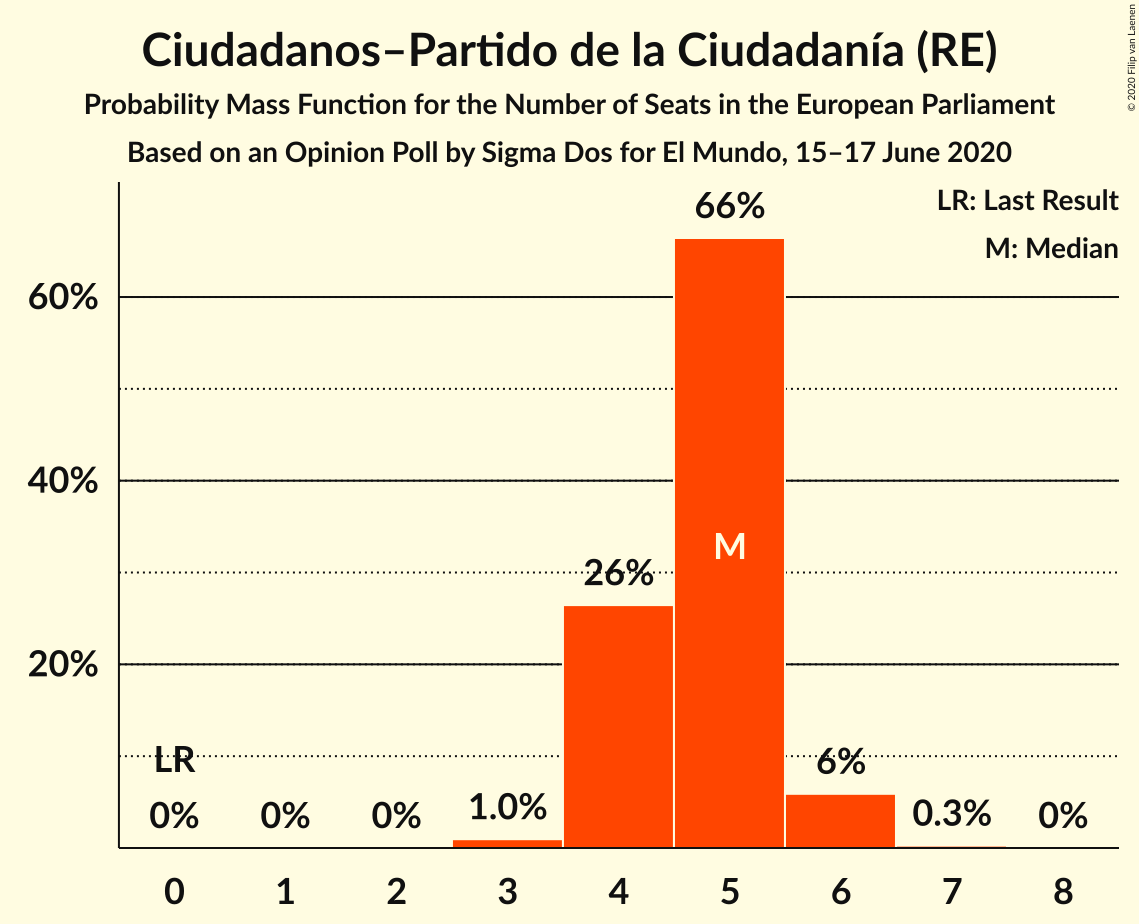 Ciudadanos–Partido de la Ciudadanía (RE)
Probability Mass Function for the Number of Seats in the European Parliament
Based on an Opinion Poll by Sigma Dos for El Mundo, 15–17 June 2020
© 2020 Filip van Laenen
LR: Last Result
M: Median
66%
60%
40%
M
26%
20%
LR
6%
0% 0% 0% 1.0% 0.3% 0%
0 1 2 3 4 5 6 7 8